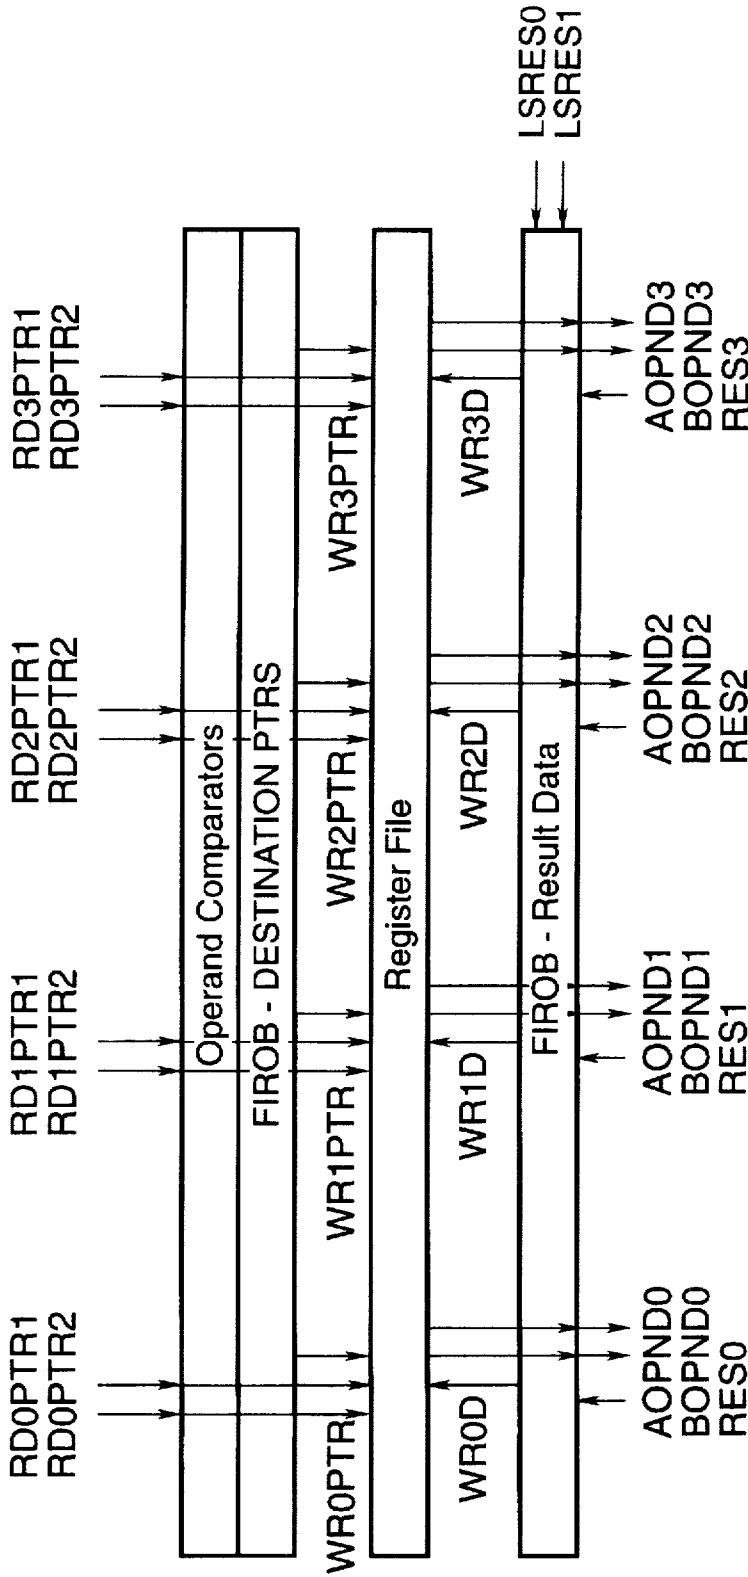 RD0PTR1
RD0PTR2
RD1PTR1
RD1PTR2
RD2PTR1
RD2PTR2
RD3PTR1
RD3PTR2
Operand Comparators
FIROB - DESTINATION PTRS
WR0PTR
WR1PTR
WR2PTR
WR3PTR
Register File
WR0D
WR1D
WR2D
WR3D
LSRES0
LSRES1
FIROB - Result Data
AOPND0
BOPND0
RES0
AOPND1
BOPND1
RES1
AOPND2
BOPND2
RES2
AOPND3
BOPND3
RES3